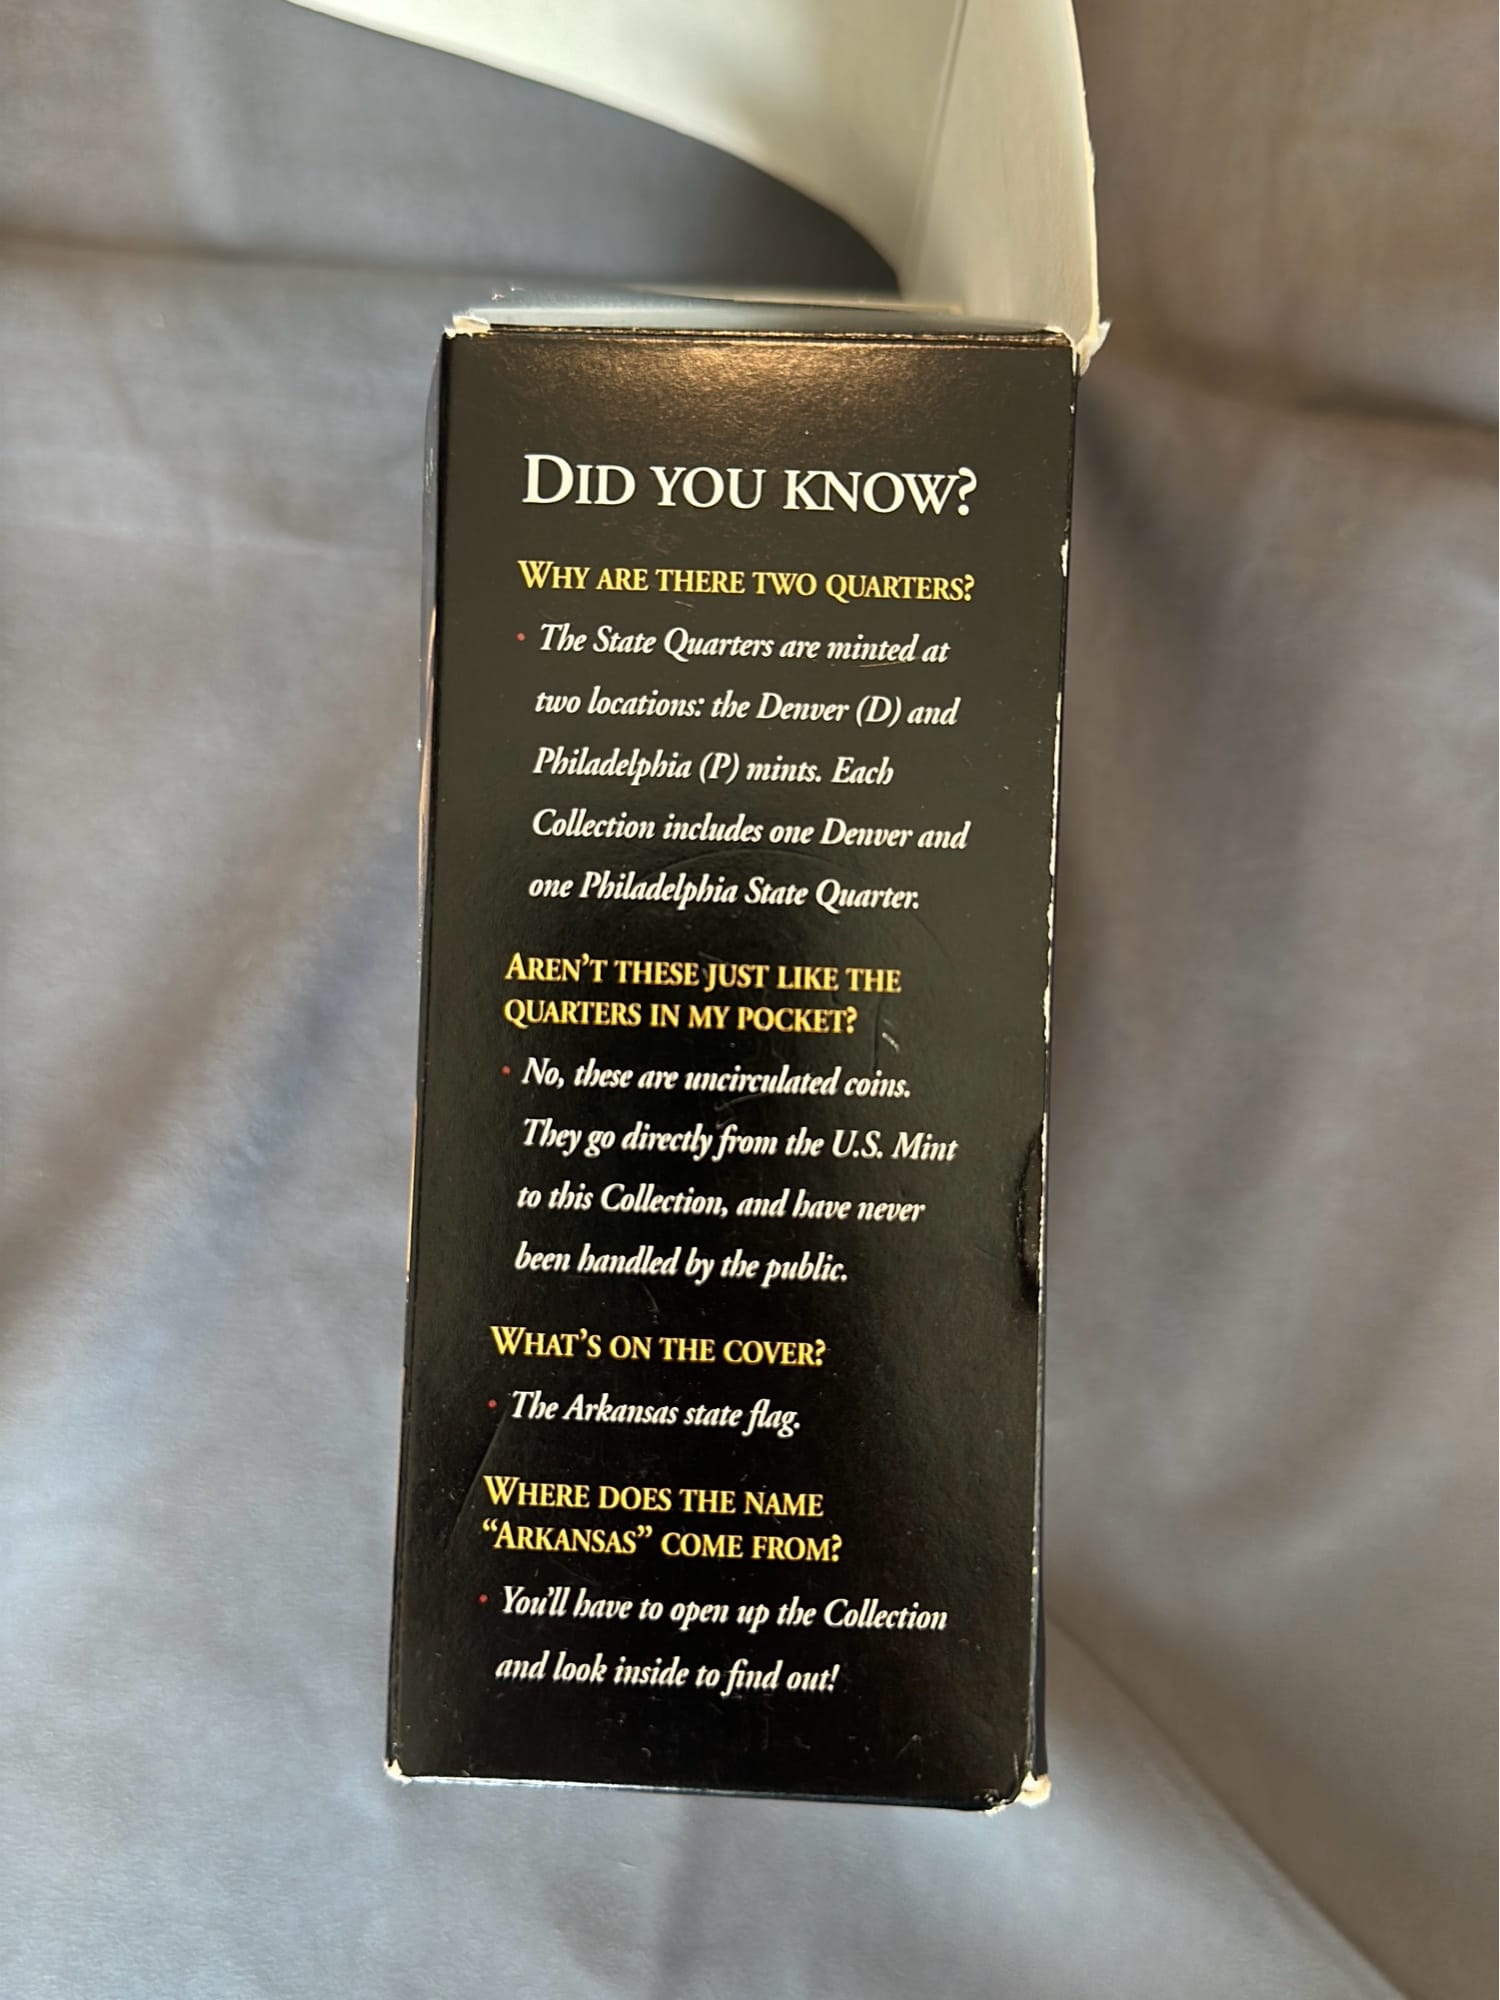 DID YOU KNOW?
WHY ARE THERE TWO QUARTERS?
• The State Quarters are minted at
two locations: the Denver (D) and
Philadelphia (P) mints. Each
Collection includes one Denver and
one Philadelphia State Quarter.
AREN'T THESE JUST LIKE THE
QUARTERS IN MY POCKET?
• No, these are uncirculated coins.
They go directly from the U.S. Mint
to this Collection, and have never
been handled by the public.
WHAT'S ON THE COVER?
• The Arkansas state flag.
WHERE DOES THE NAME
“ARKANSAS” COME FROM?
• You'll have to open up the Collection
and look inside to find out!